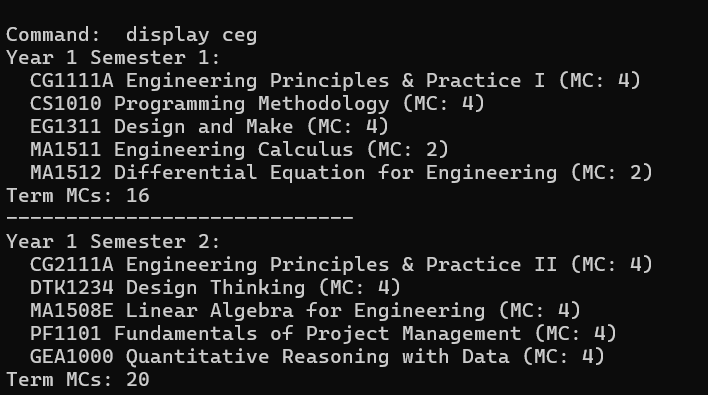 Command:  display ceg
Year 1 Semester 1:
  CG1111A Engineering Principles & Practice I (MC: 4)
  CS1010 Programming Methodology (MC: 4)
  EG1311 Design and Make (MC: 4)
  MA1511 Engineering Calculus (MC: 2)
  MA1512 Differential Equation for Engineering (MC: 2)
Term MCs: 16
-----------------------------
Year 1 Semester 2:
  CG2111A Engineering Principles & Practice II (MC: 4)
  DTK1234 Design Thinking (MC: 4)
  MA1508E Linear Algebra for Engineering (MC: 4)
  PF1101 Fundamentals of Project Management (MC: 4)
  GEA1000 Quantitative Reasoning with Data (MC: 4)
Term MCs: 20